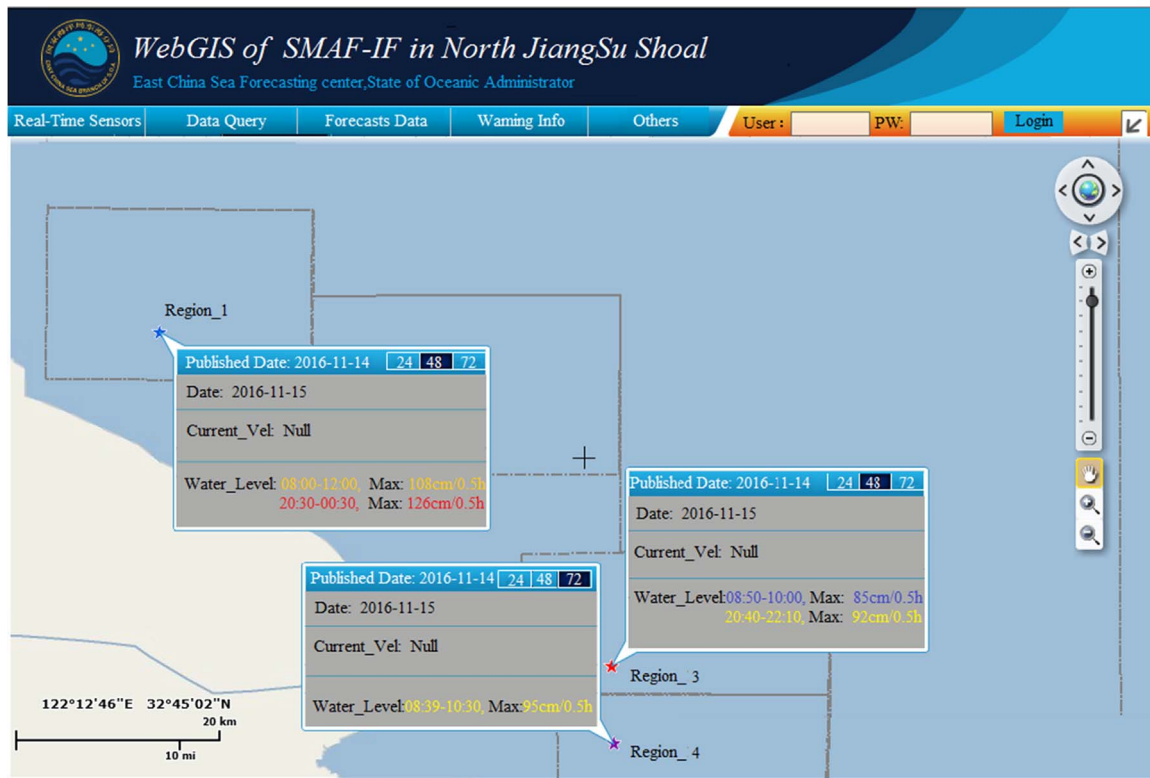 WebGIS of SMAF-IF in North JiangSu Shoal
East China Sea Forecasting center,State of Oceanic Administrator
Real-Time Sensors Data Query Forecasts Data Warning Info Others User: PW: Login
Region_1
Published Date: 2016-11-14 24 48 72
Date: 2016-11-15
Current_Vel: Null
Water_Level: 08:00-12:00, Max: 108cm/0.5h
20:30-00:30, Max: 126cm/0.5h
Published Date: 2016-11-14 24 48 72
Date: 2016-11-15
Current_Vel: Null
Water_Level:08:50-10:00, Max: 85cm/0.5h
20:40-22:10, Max: 92cm/0.5h
Region_ 3
Published Date: 2016-11-14 24 48 72
Date: 2016-11-15
Current_Vel: Null
Water_Level:08:39-10:30, Max:95cm/0.5h
Region_ 4
122°12'46"E 32°45'02"N
20 km
10 mi